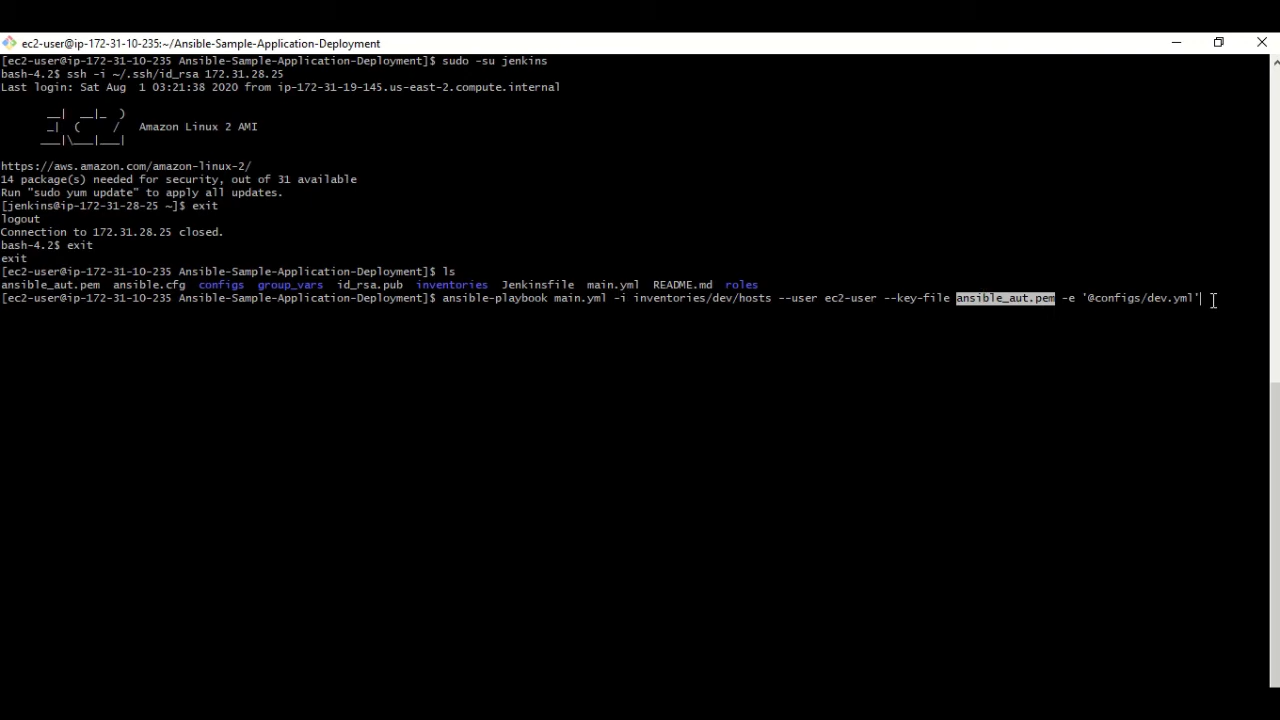 ec2-user@ip-172-31-10-235:~/Ansible-Sample-Application-Deployment
[ec2-user@ip-172-31-10-235 Ansible-Sample-Application-Deployment]$ sudo -su jenkins
bash-4.2$ ssh -i ~/.ssh/id_rsa 172.31.28.25
Last login: Sat Aug  1 03:21:38 2020 from ip-172-31-19-145.us-east-2.compute.internal
       __|  __|_  )
       _|  (     /   Amazon Linux 2 AMI
      ___|\___|___|
https://aws.amazon.com/amazon-linux-2/
14 package(s) needed for security, out of 31 available
Run "sudo yum update" to apply all updates.
[jenkins@ip-172-31-28-25 ~]$ exit
logout
Connection to 172.31.28.25 closed.
bash-4.2$ exit
exit
[ec2-user@ip-172-31-10-235 Ansible-Sample-Application-Deployment]$ ls
ansible_aut.pem  ansible.cfg  configs  group_vars  id_rsa.pub  inventories  Jenkinsfile  main.yml  README.md  roles
[ec2-user@ip-172-31-10-235 Ansible-Sample-Application-Deployment]$ ansible-playbook main.yml -i inventories/dev/hosts --user ec2-user --key-file ansible_aut.pem -e '@configs/dev.yml'